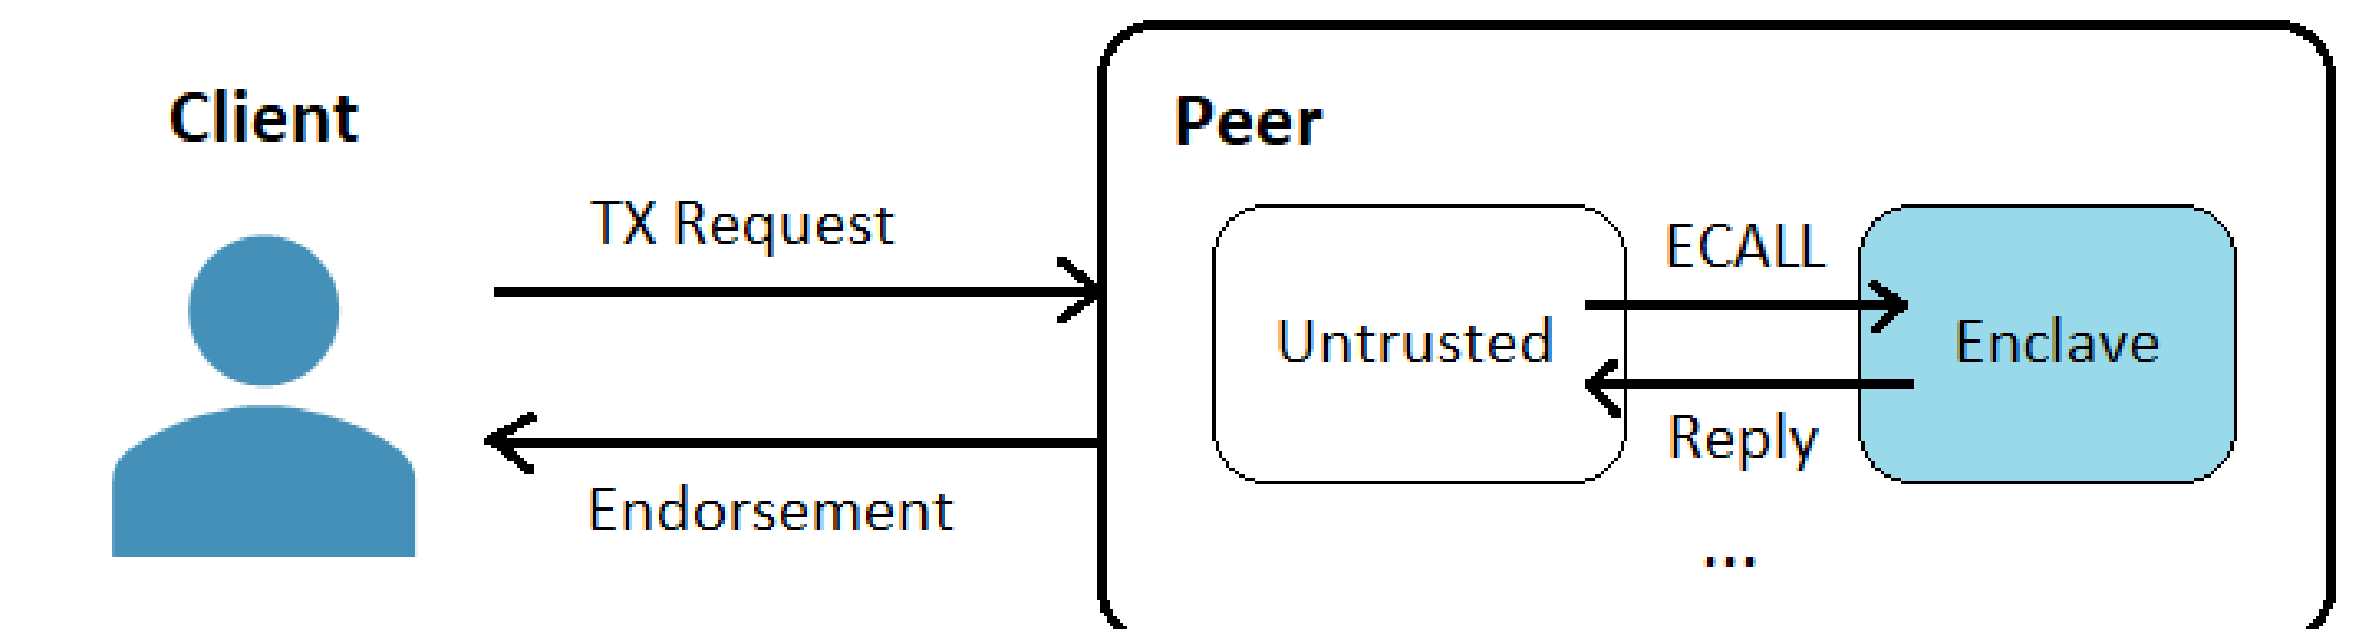 Client
Peer
TX Request
ECALL
Untrusted
Enclave
Reply
Endorsement
...